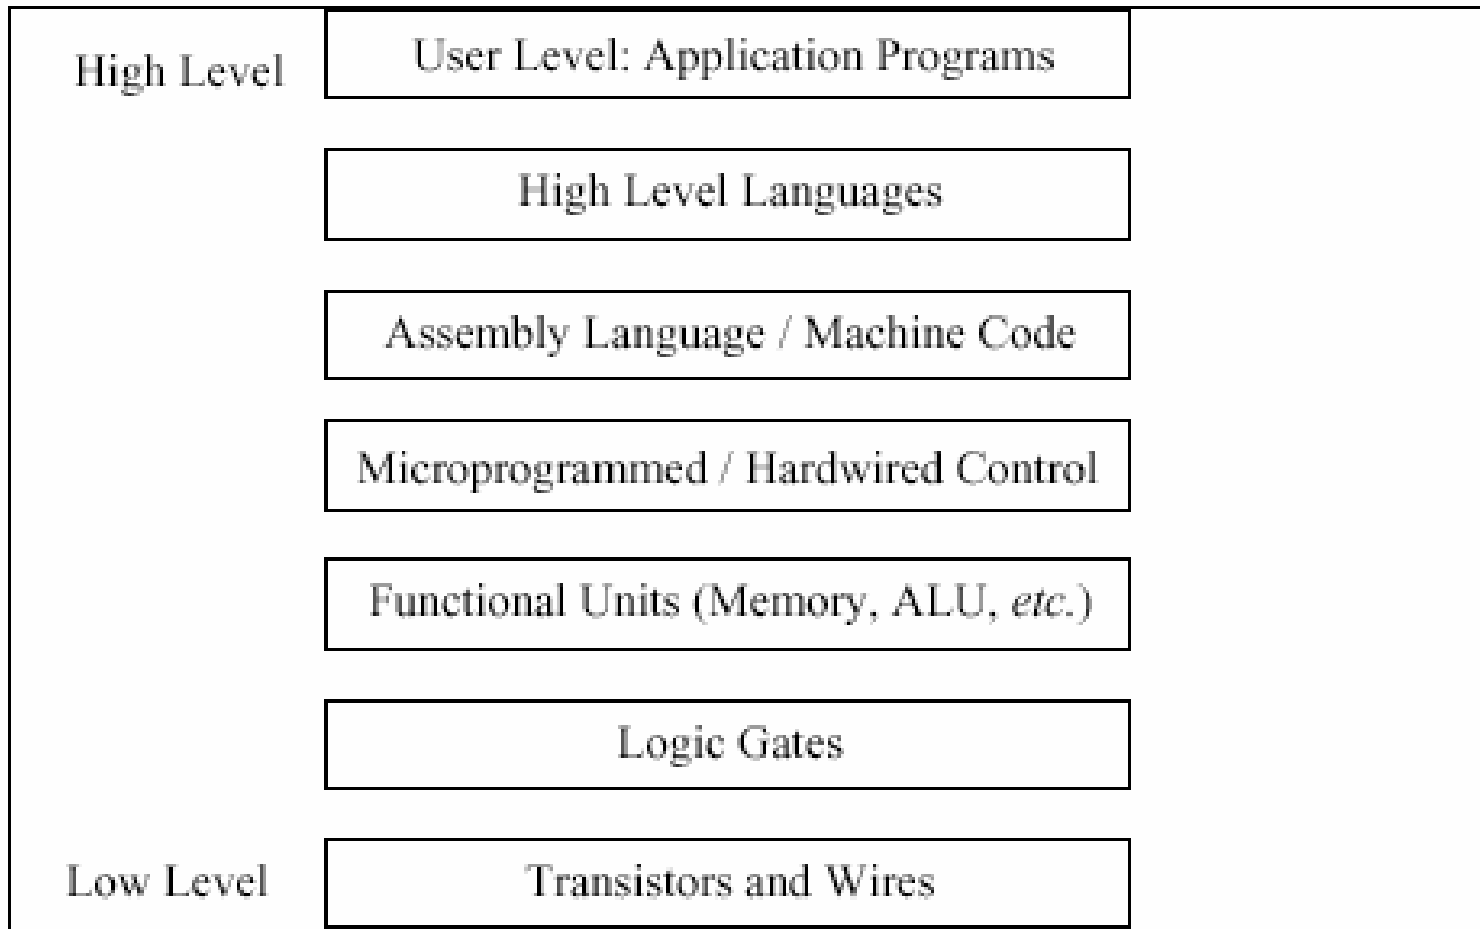 High Level
User Level: Application Programs
High Level Languages
Assembly Language / Machine Code
Microprogrammed / Hardwired Control
Functional Units (Memory, ALU, etc.)
Logic Gates
Low Level
Transistors and Wires